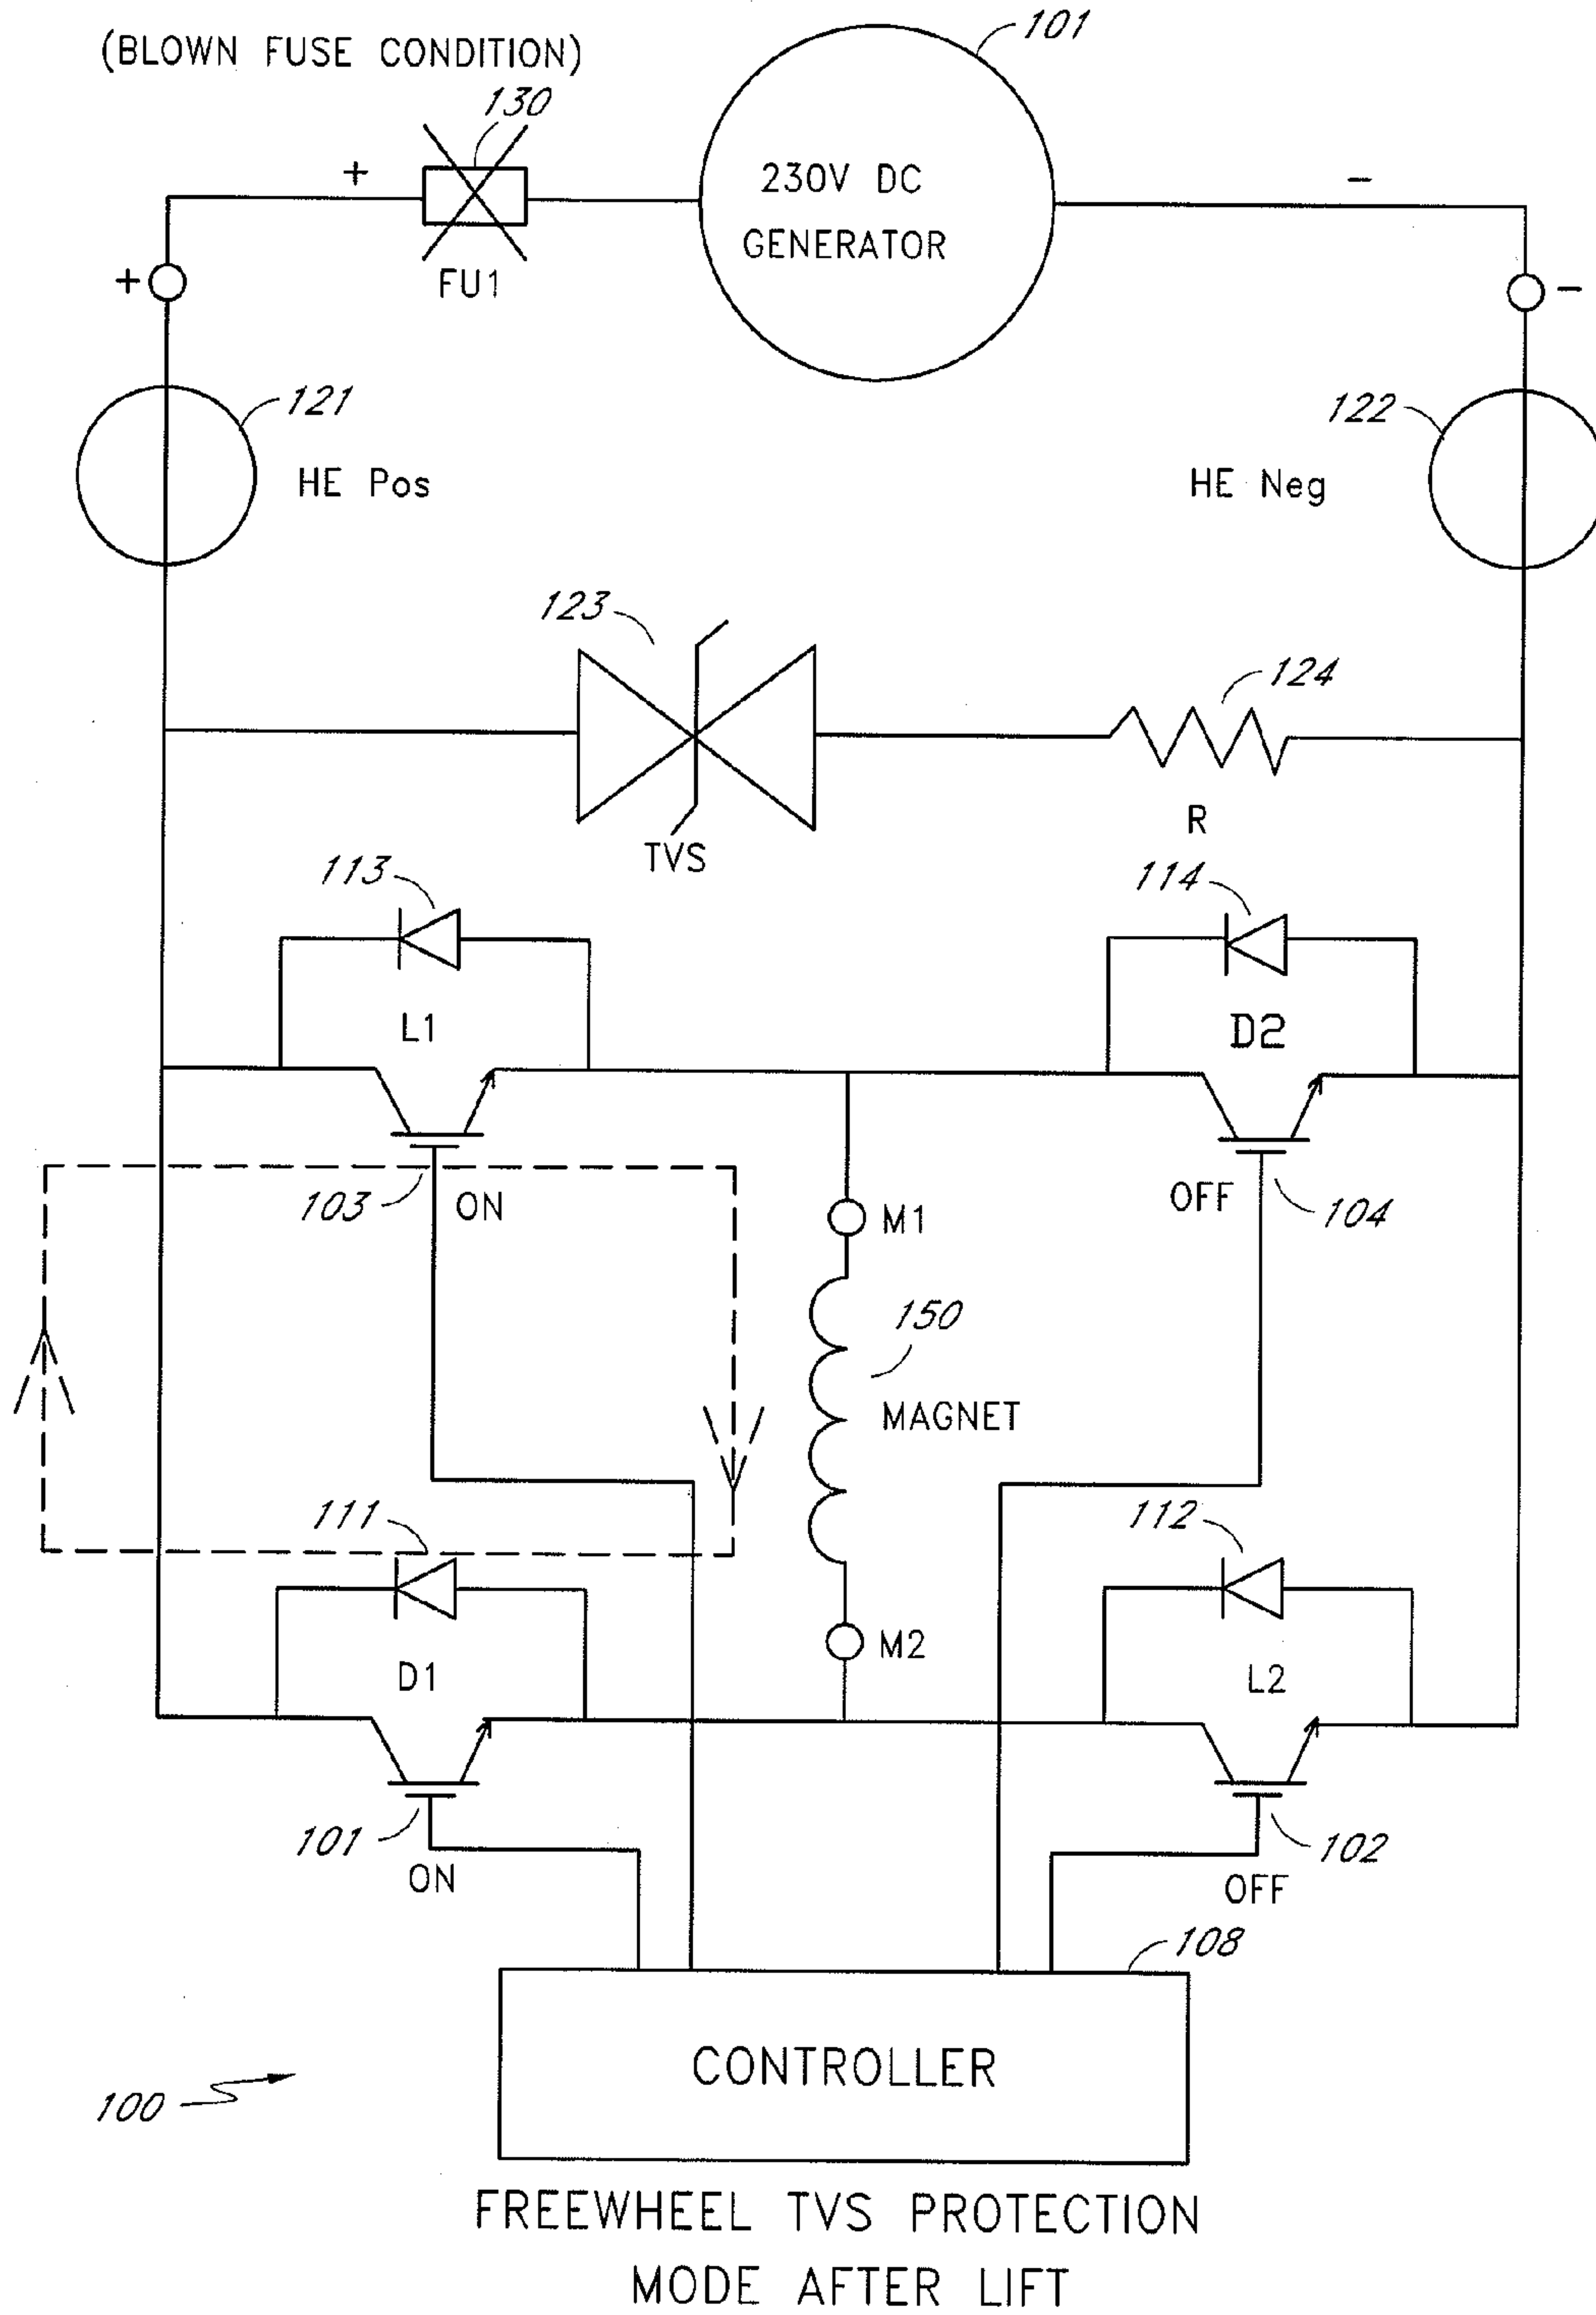 101
(BLOWN FUSE CONDITION)
130
+
230V DC
GENERATOR
-
FU1
+
-
121
HE Pos
122
HE Neg
123
TVS
124
R
113
L1
114
D2
103
ON
M1
OFF
104
150
MAGNET
111
D1
112
L2
M2
101
ON
102
OFF
108
CONTROLLER
100
FREEWHEEL TVS PROTECTION
MODE AFTER LIFT